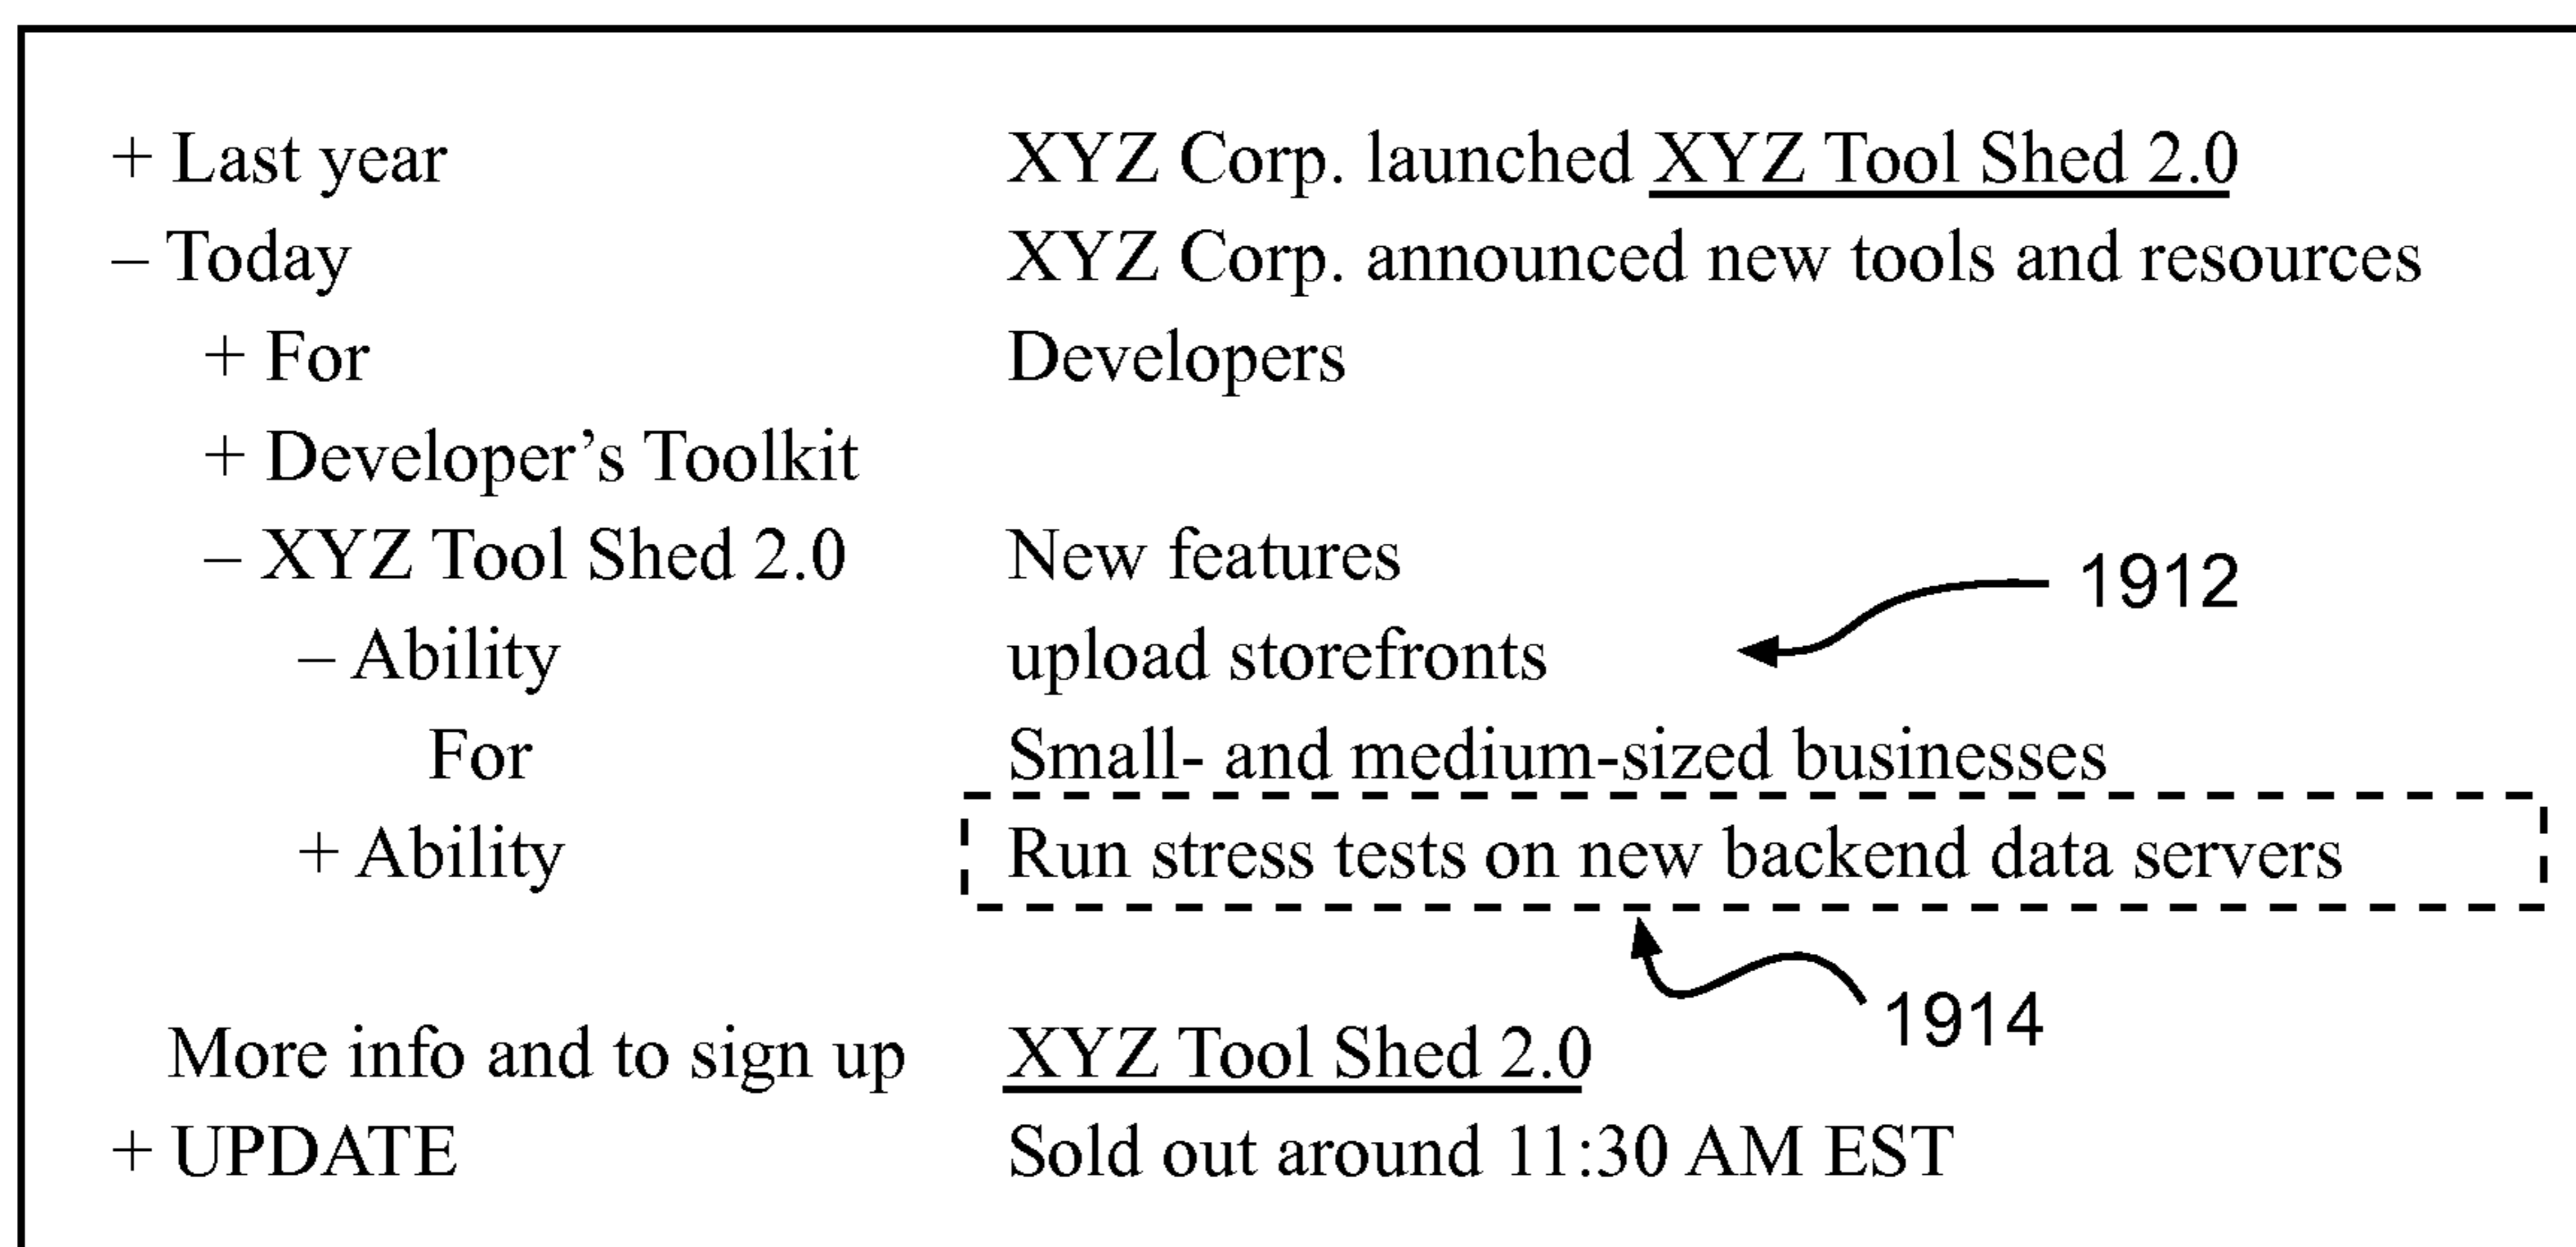 + Last year XYZ Corp. launched XYZ Tool Shed 2.0
– Today XYZ Corp. announced new tools and resources
+ For Developers
+ Developer’s Toolkit
– XYZ Tool Shed 2.0 New features
1912
– Ability upload storefronts
For Small- and medium-sized businesses
+ Ability Run stress tests on new backend data servers
1914
More info and to sign up XYZ Tool Shed 2.0
+ UPDATE Sold out around 11:30 AM EST